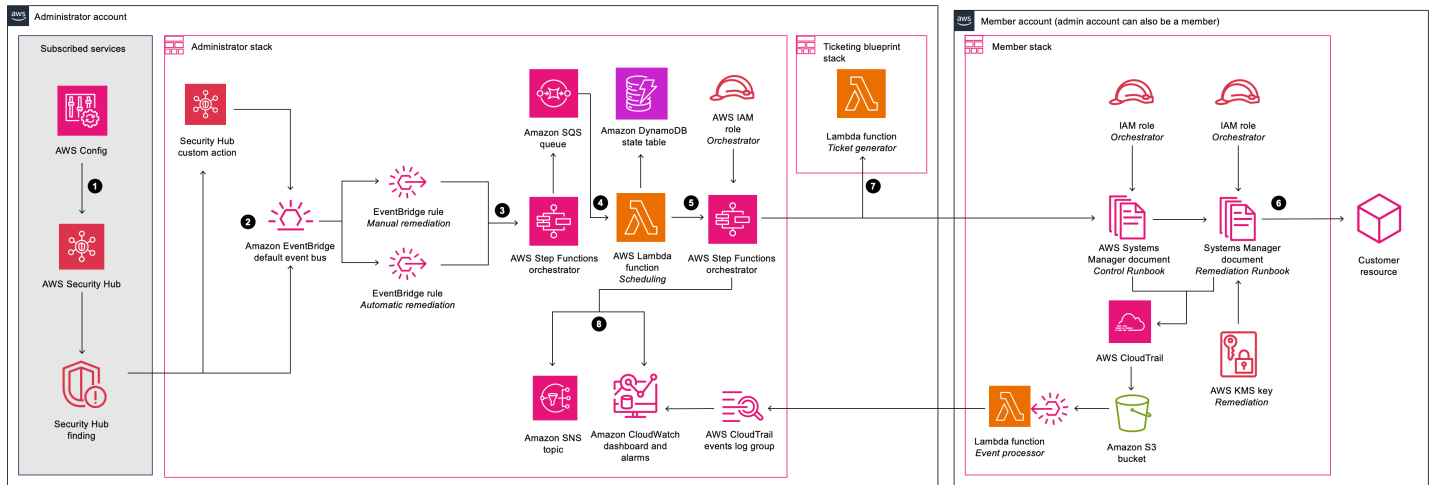 aws
Administrator account
Subscribed services
AWS Config
1
AWS Security Hub
Security Hub
finding
Administrator stack
Security Hub
custom action
2
Amazon EventBridge
default event bus
EventBridge rule
Manual remediation
EventBridge rule
Automatic remediation
3
Amazon SQS
queue
AWS Step Functions
orchestrator
4
Amazon DynamoDB
state table
AWS Lambda
function
Scheduling
5
AWS IAM
role
Orchestrator
AWS Step Functions
orchestrator
8
Amazon SNS
topic
Amazon CloudWatch
dashboard and
alarms
AWS CloudTrail
events log group
Ticketing blueprint
stack
Lambda function
Ticket generator
7
aws
Member account (admin account can also be a member)
Member stack
IAM role
Orchestrator
IAM role
Orchestrator
AWS Systems
Manager document
Control Runbook
Systems Manager
document
Remediation Runbook
6
Customer
resource
AWS CloudTrail
AWS KMS key
Remediation
Lambda function
Event processor
Amazon S3
bucket